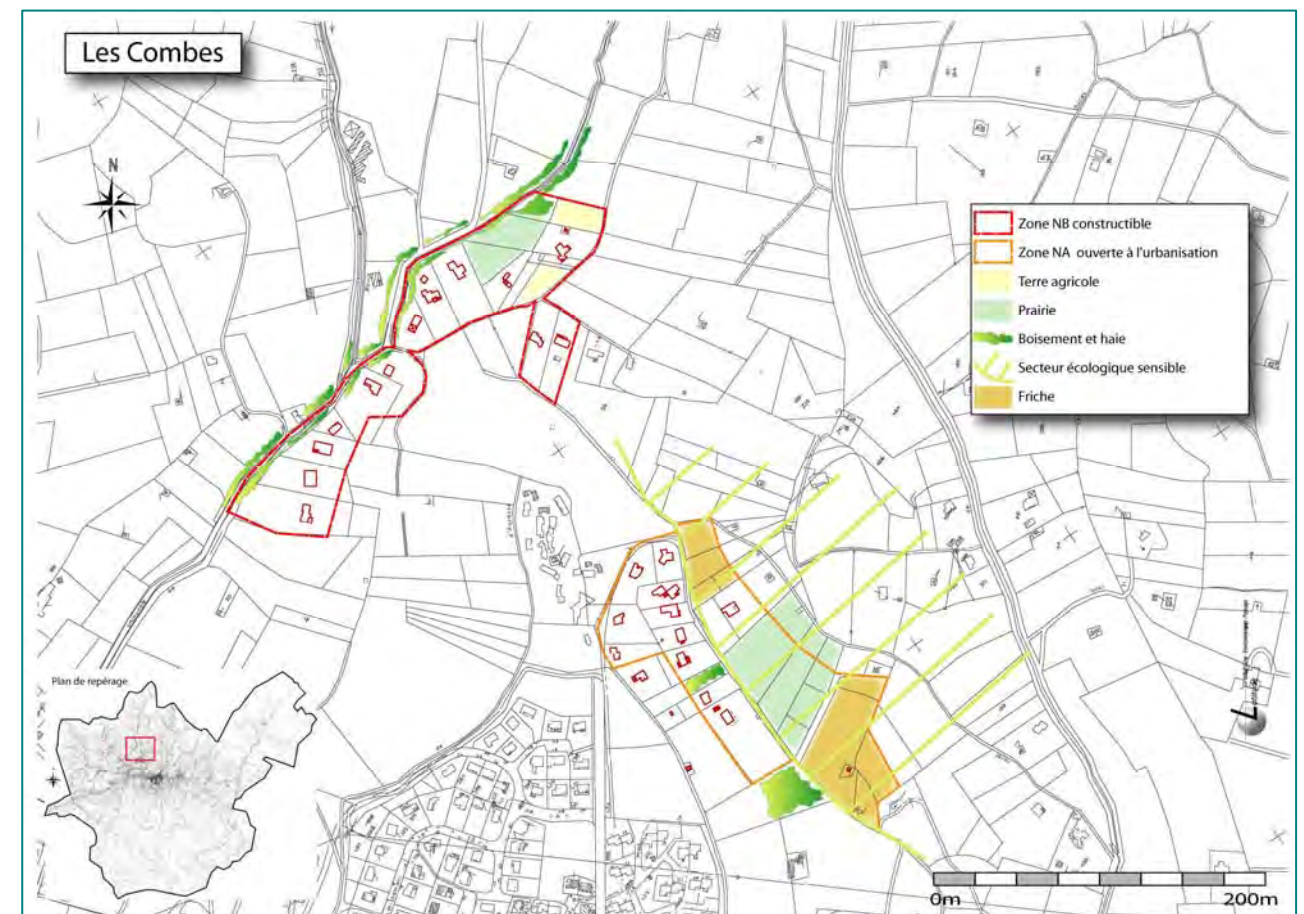 Les Combes
N
Zone NB constructible
Zone NA ouverte à l'urbanisation
Terre agricole
Prairie
Boisement et haie
Secteur écologique sensible
Friche
Plan de repérage
0m
200m